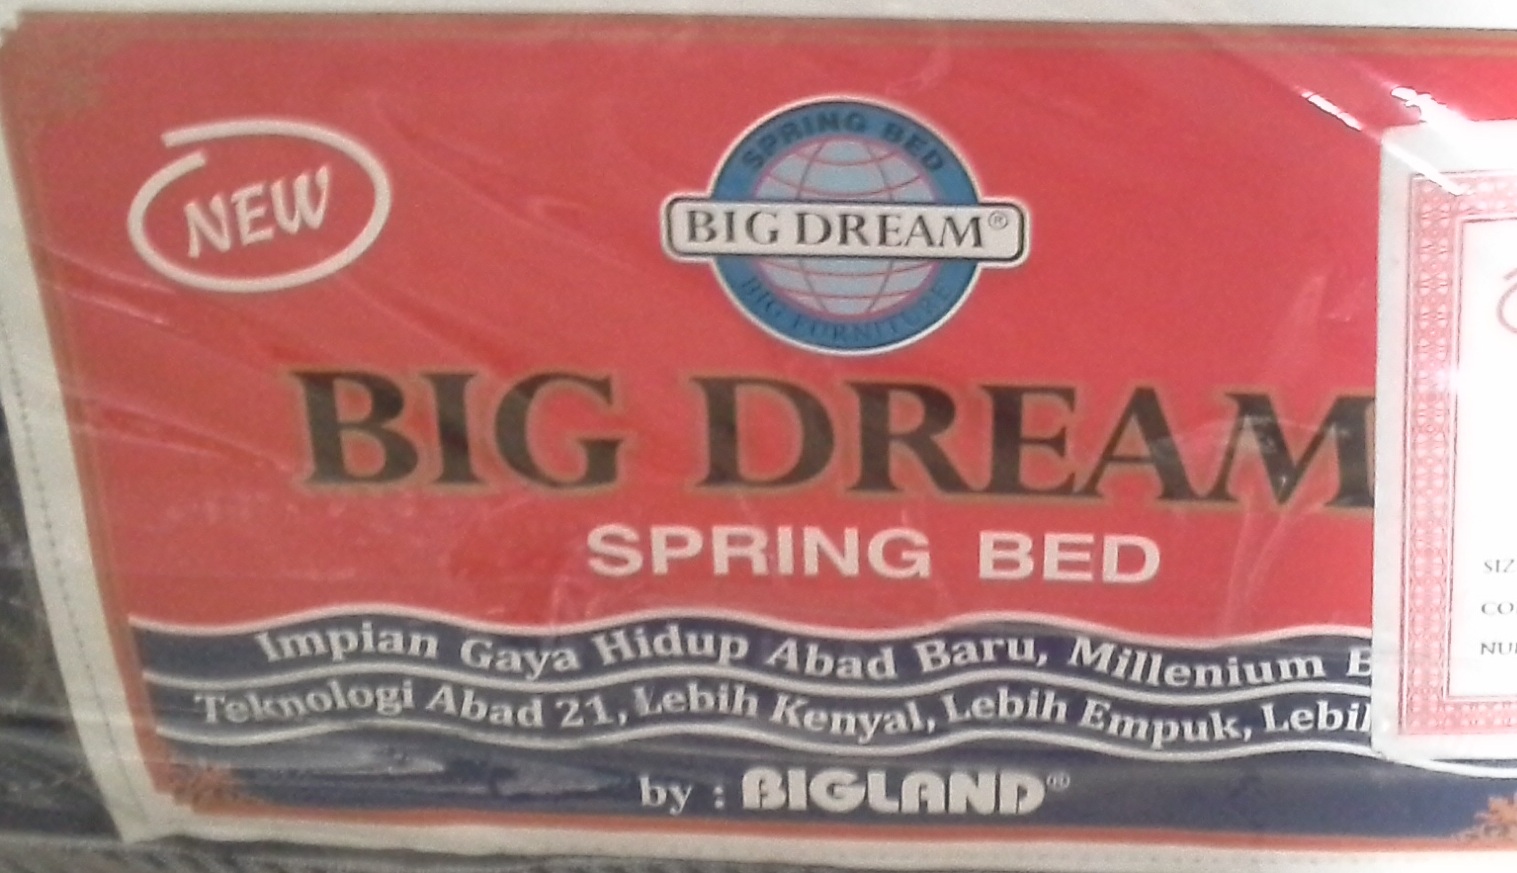 NEW
SPRING BED
BIG DREAM®
BIG FURNITURE
BIG DREAM
SPRING BED
Impian Gaya Hidup Abad Baru, Millenium
Teknologi Abad 21, Lebih Kenyal, Lebih Empuk,
by : BIGLAND®